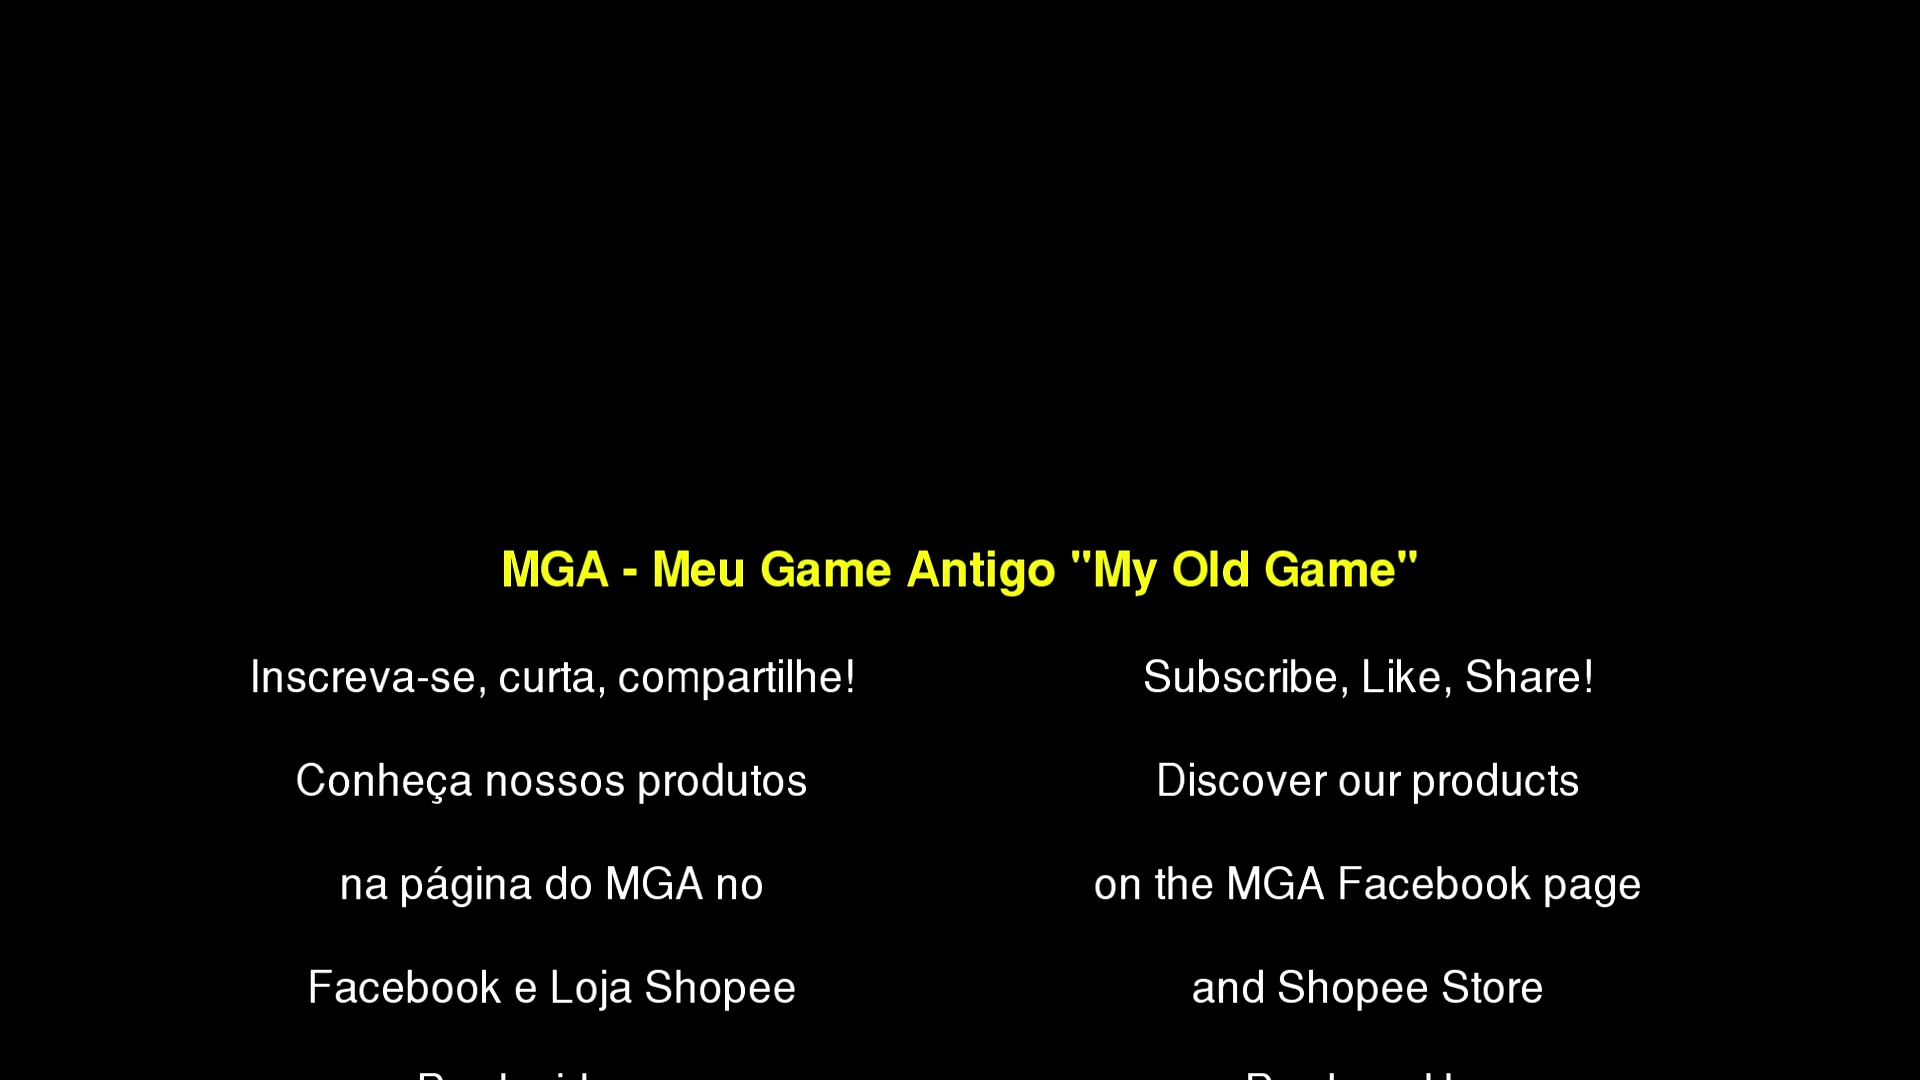 MGA - Meu Game Antigo "My Old Game"
Inscreva-se, curta, compartilhe!
Conheça nossos produtos
na página do MGA no
Facebook e Loja Shopee
Subscribe, Like, Share!
Discover our products
on the MGA Facebook page
and Shopee Store